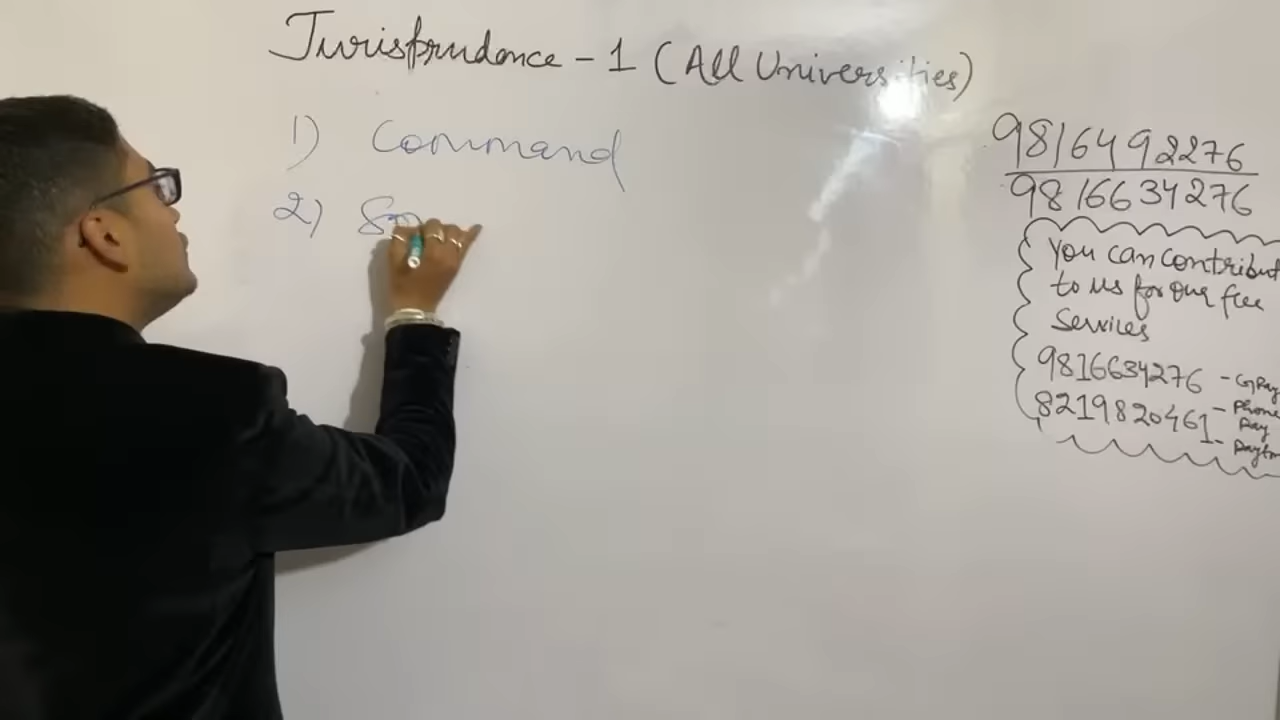 Jurisprudence - 1 (All Universities)
1) Command
2)
9816492276
9816634276
You can contribut
to us for our free
Services
9816634276 - GPay
8219820461 - Phone
Pay
- Paytm